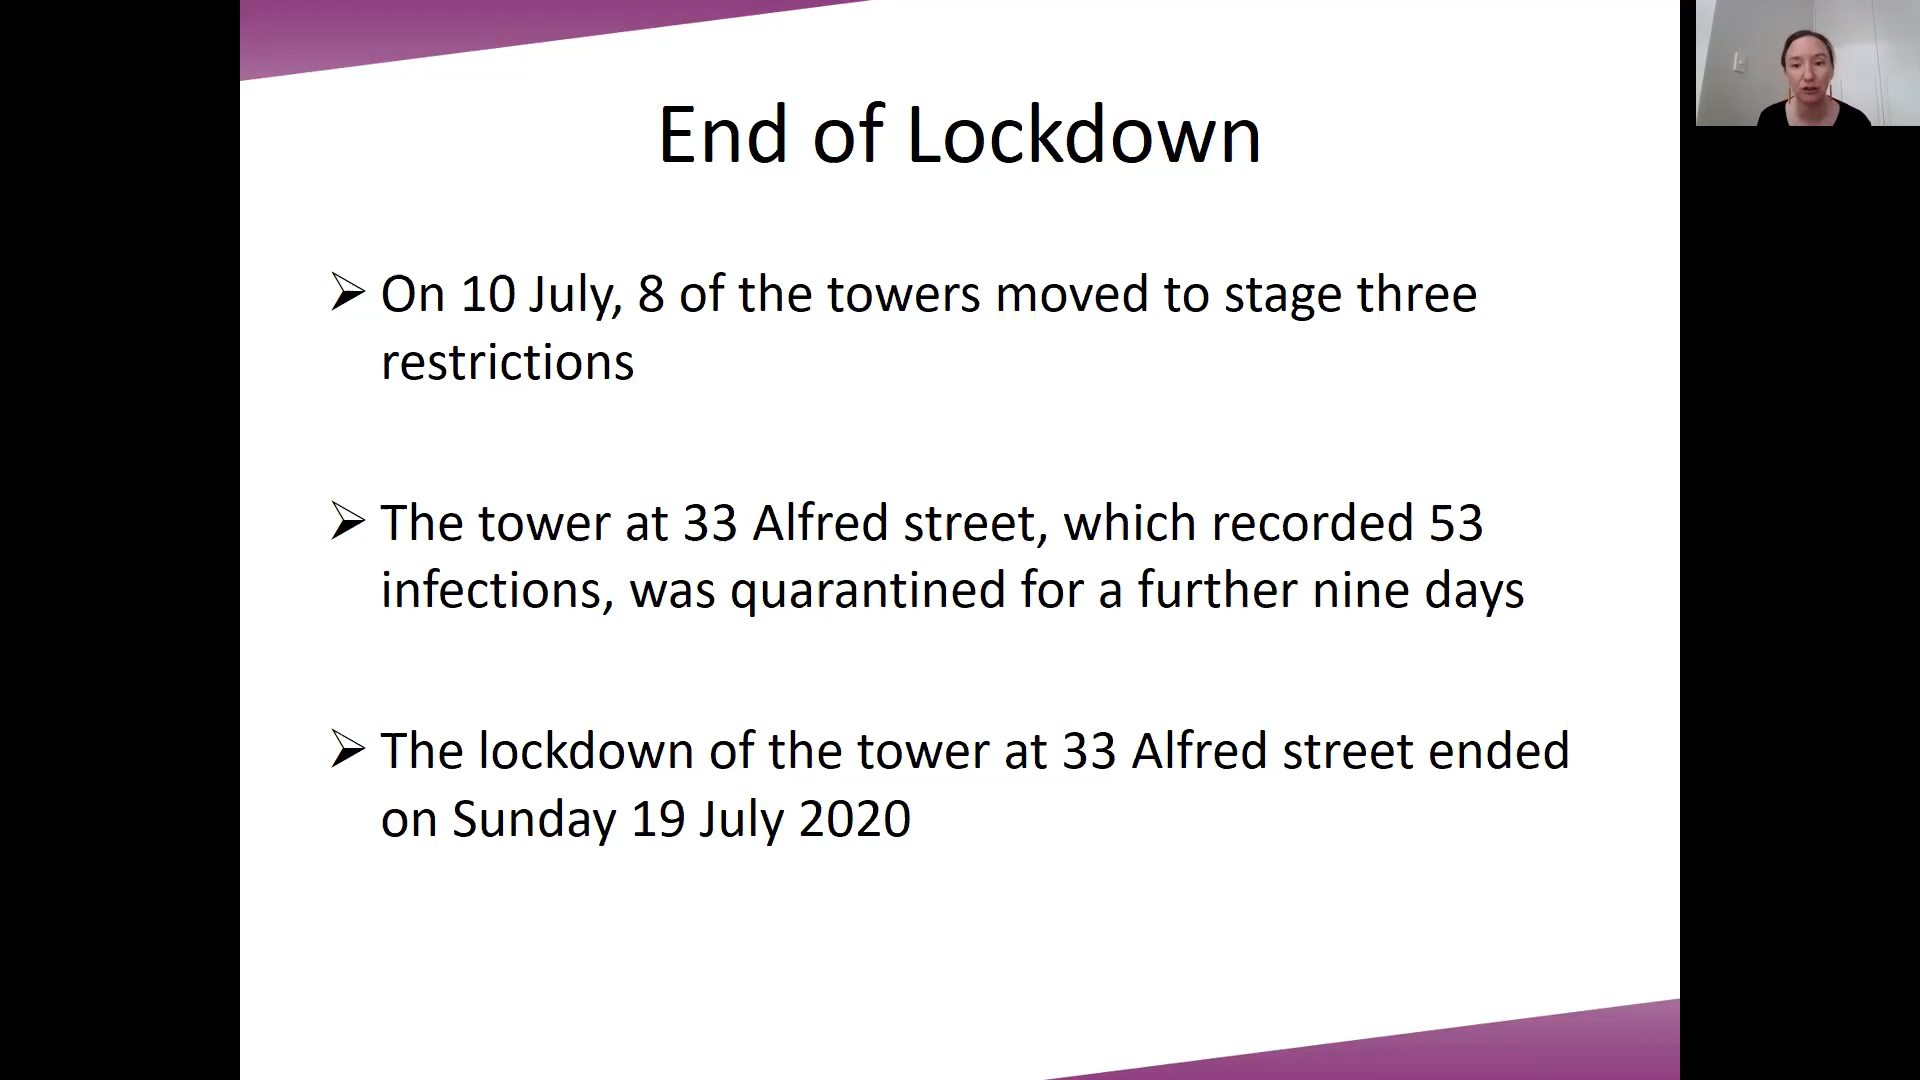 End of Lockdown
➢ On 10 July, 8 of the towers moved to stage three
restrictions
➢ The tower at 33 Alfred street, which recorded 53
infections, was quarantined for a further nine days
➢ The lockdown of the tower at 33 Alfred street ended
on Sunday 19 July 2020